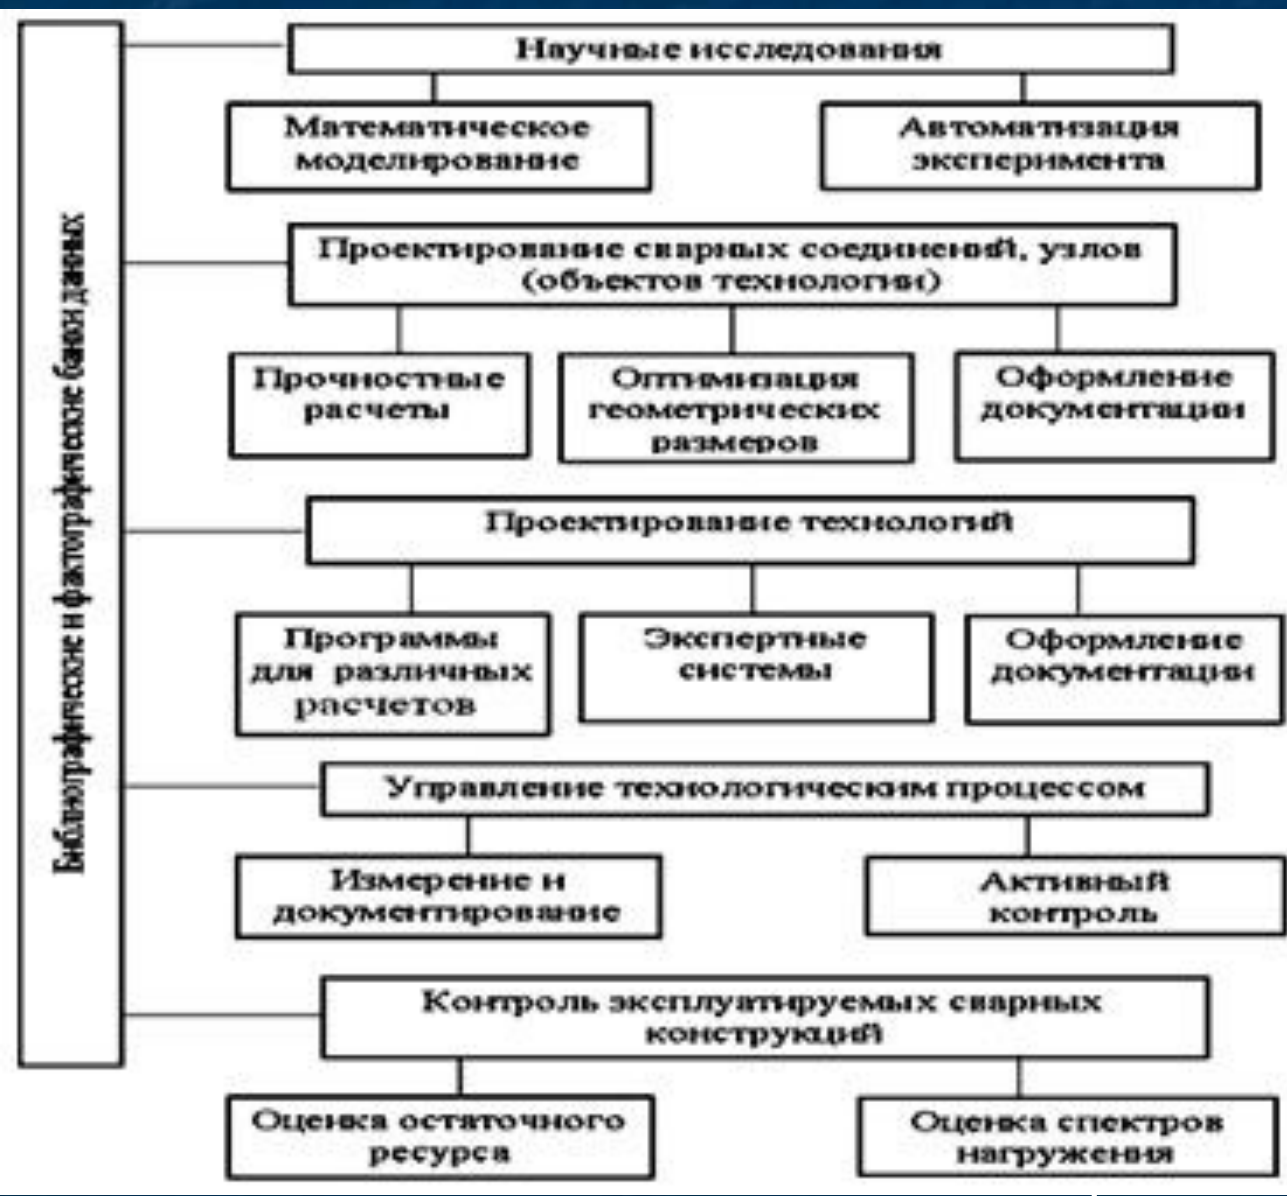 Библиографические и фактографические банки данных
Научные исследования
Математическое
моделирование
Автоматизация
эксперимента
Проектирование сварных соединений, узлов
(объектов технологии)
Прочностные
расчеты
Оптимизация
геометрических
размеров
Оформление
документации
Проектирование технологий
Программы
для различных
расчетов
Экспертные
системы
Оформление
документации
Управление технологическим процессом
Измерение и
документирование
Активный
контроль
Контроль эксплуатируемых сварных
конструкций
Оценка остаточного
ресурса
Оценка спектров
нагружения